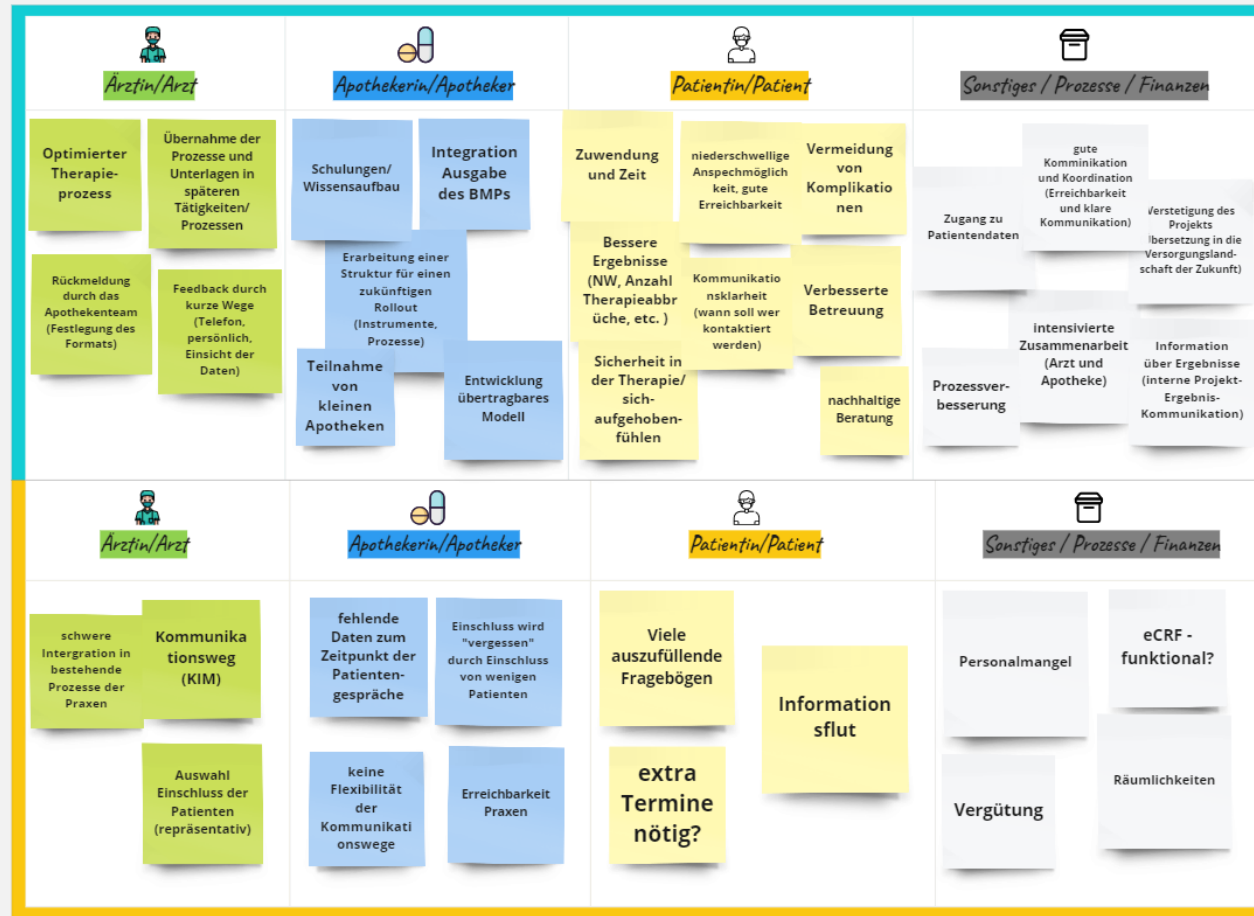 Ärztin/Arzt
Apothekerin/Apotheker
Patientin/Patient
Sonstiges / Prozesse / Finanzen
Optimierter
Therapie-
prozess
Übernahme der
Prozesse und
Unterlagen in
späteren
Tätigkeiten/
Prozessen
Rückmeldung
durch das
Apothekenteam
(Festlegung des
Formats)
Feedback durch
kurze Wege
(Telefon,
persönlich,
Einsicht der
Daten)
Schulungen/
Wissensaufbau
Integration
Ausgabe
des BMPs
Erarbeitung einer
Struktur für einen
zukünftigen
Rollout
(Instrumente,
Prozesse)
Teilnahme
von
kleinen
Apotheken
Entwicklung
übertragbares
Modell
Zuwendung
und Zeit
niederschwellige
Anspechmöglich
keit, gute
Erreichbarkeit
Vermeidung
von
Komplikatio
nen
Bessere
Ergebnisse
(NW, Anzahl
Therapieabbr
üche, etc. )
Kommunikatio
nsklarheit
(wann soll wer
kontaktiert
werden)
Verbesserte
Betreuung
Sicherheit in
der Therapie/
sich-
aufgehoben-
fühlen
nachhaltige
Beratung
Zugang zu
Patientendaten
gute
Komminikation
und Koordination
(Erreichbarkeit
und klare
Kommunikation)
Verstetigung des
Projekts
(Übersetzung in die
Versorgungsland-
schaft der Zukunft)
Prozessver-
besserung
intensivierte
Zusammenarbeit
(Arzt und
Apotheke)
Information
über Ergebnisse
(interne Projekt-
Ergebnis-
Kommunikation)
Ärztin/Arzt
Apothekerin/Apotheker
Patientin/Patient
Sonstiges / Prozesse / Finanzen
schwere
Intergration in
bestehende
Prozesse der
Praxen
Kommunika
tionsweg
(KIM)
Auswahl
Einschluss der
Patienten
(repräsentativ)
fehlende
Daten zum
Zeitpunkt der
Patienten-
gespräche
Einschluss wird
"vergessen"
durch Einschluss
von wenigen
Patienten
keine
Flexibilität
der
Kommunikati
onswege
Erreichbarkeit
Praxen
Viele
auszufüllende
Fragebögen
Information
sflut
extra
Termine
nötig?
Personalmangel
eCRF -
funktional?
Vergütung
Räumlichkeiten